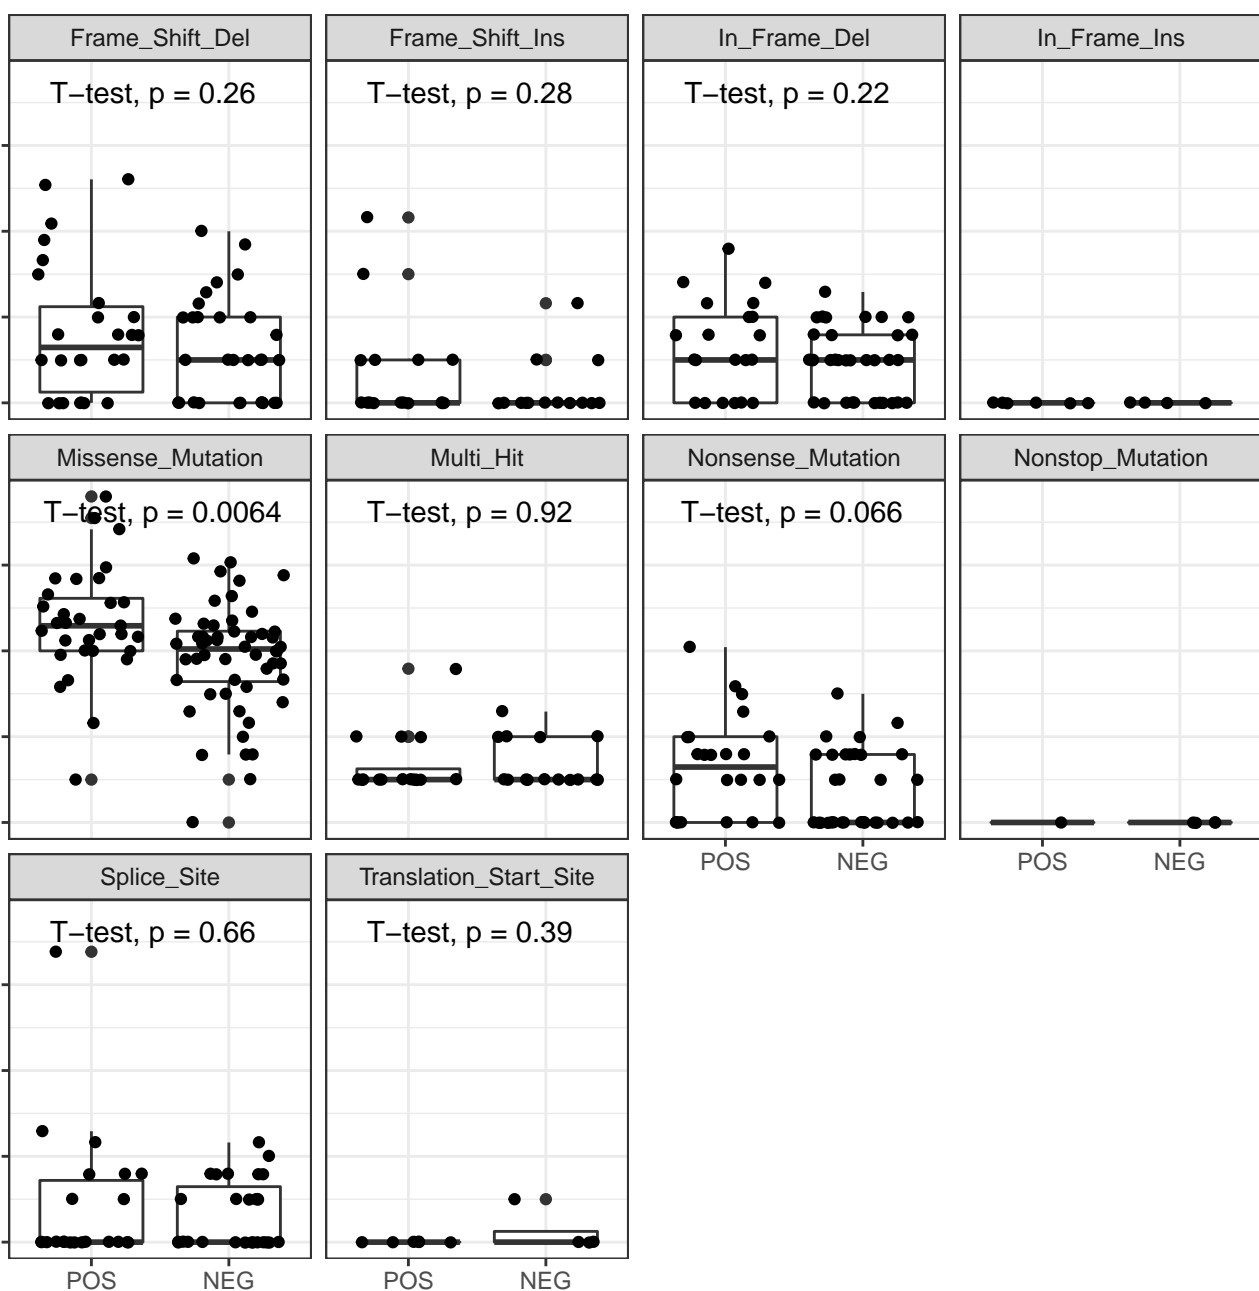 Frame_Shift_Del
Frame_Shift_Ins
In_Frame_Del
In_Frame_Ins
T−test, p = 0.26
T−test, p = 0.28
T−test, p = 0.22
Missense_Mutation
Multi_Hit
Nonsense_Mutation
Nonstop_Mutation
T−test, p = 0.0064
T−test, p = 0.92
T−test, p = 0.066
POS
NEG
POS
NEG
Splice_Site
Translation_Start_Site
T−test, p = 0.66
T−test, p = 0.39
POS
NEG
POS
NEG